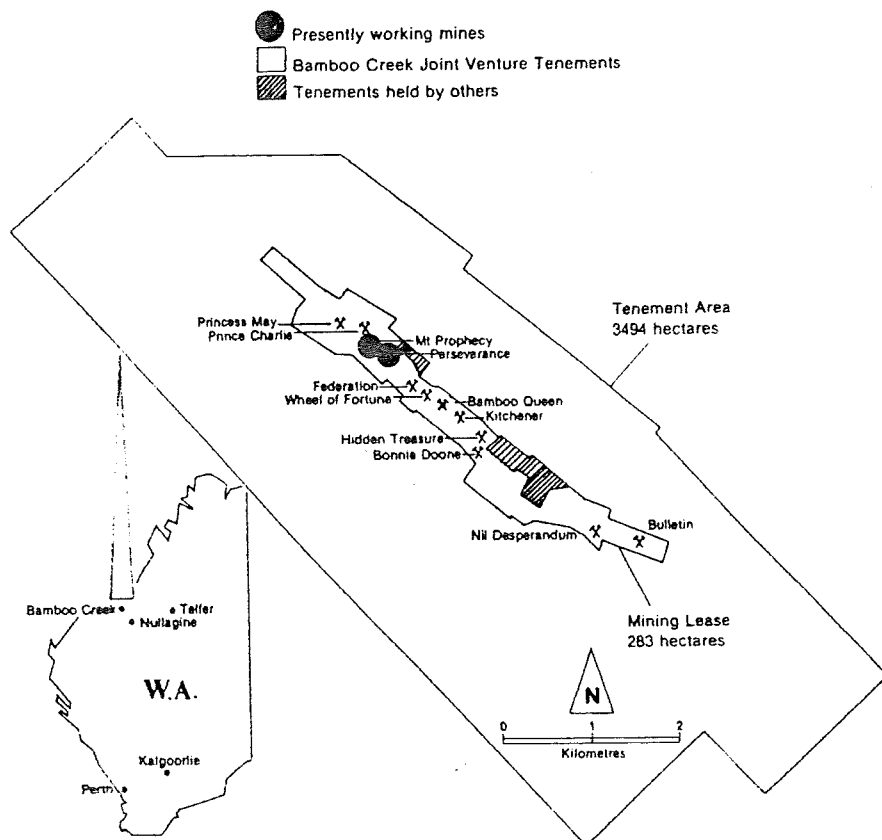 Presently working mines
Bamboo Creek Joint Venture Tenements
Tenements held by others
Tenement Area
3494 hectares
Princess May
Prince Charlie
Mt Prophecy
Perseverance
Federation
Wheel of Fortune
Bamboo Queen
Kitchener
Hidden Treasure
Bonnie Doone
Nil Desperandum
Bulletin
Mining Lease
283 hectares
Bamboo Creek
Telfer
Nullagine
W.A.
Kalgoorlie
Perth
N
0 1 2
Kilometres